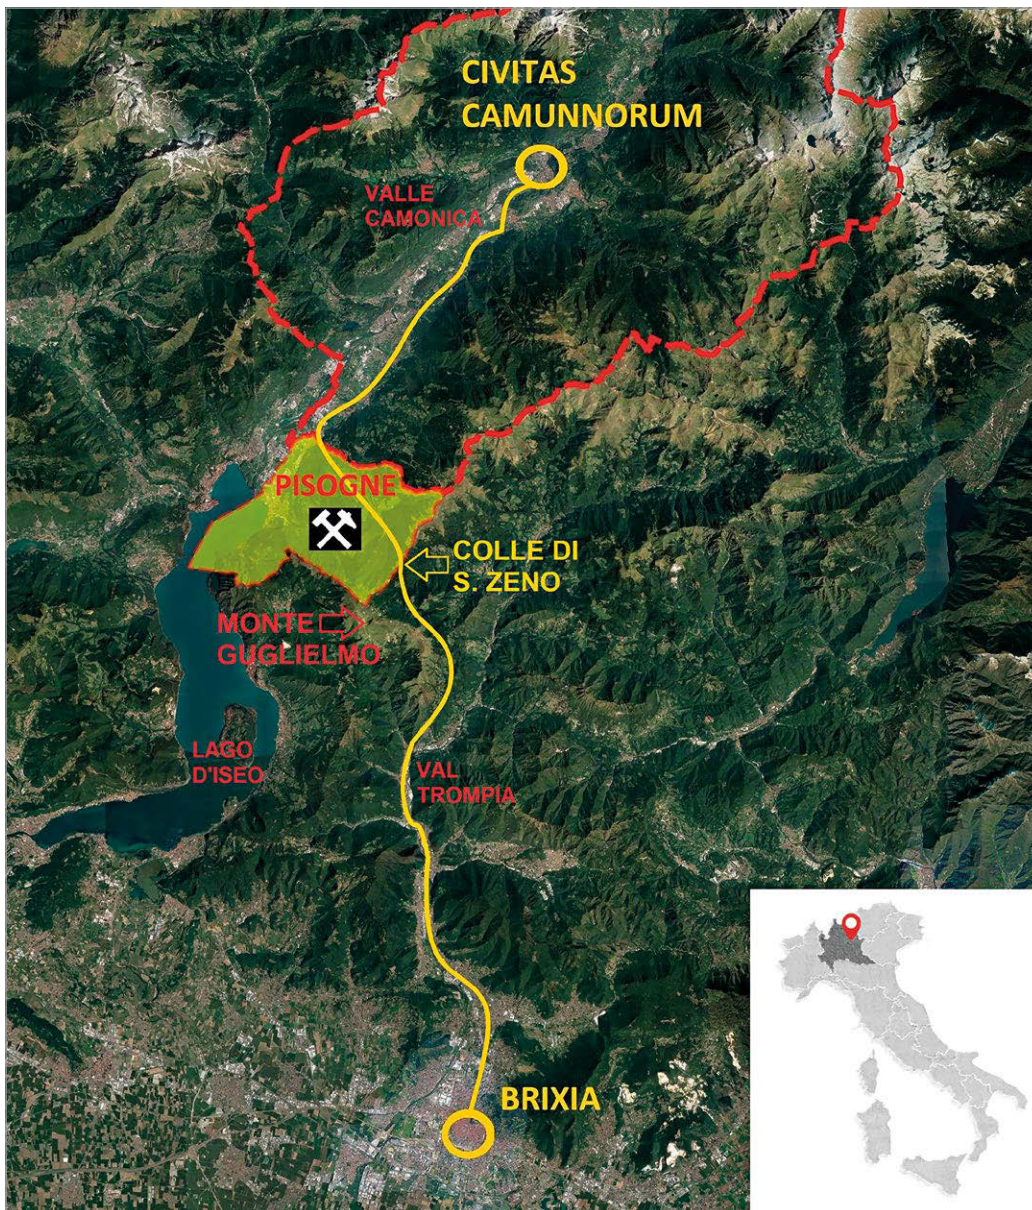 CIVITAS
CAMUNNORUM
VALLE
CAMONICA
PISOGNE
COLLE DI
S. ZENO
MONTE
GUGLIELMO
LAGO
D'ISEO
VAL
TROMPIA
BRIXIA